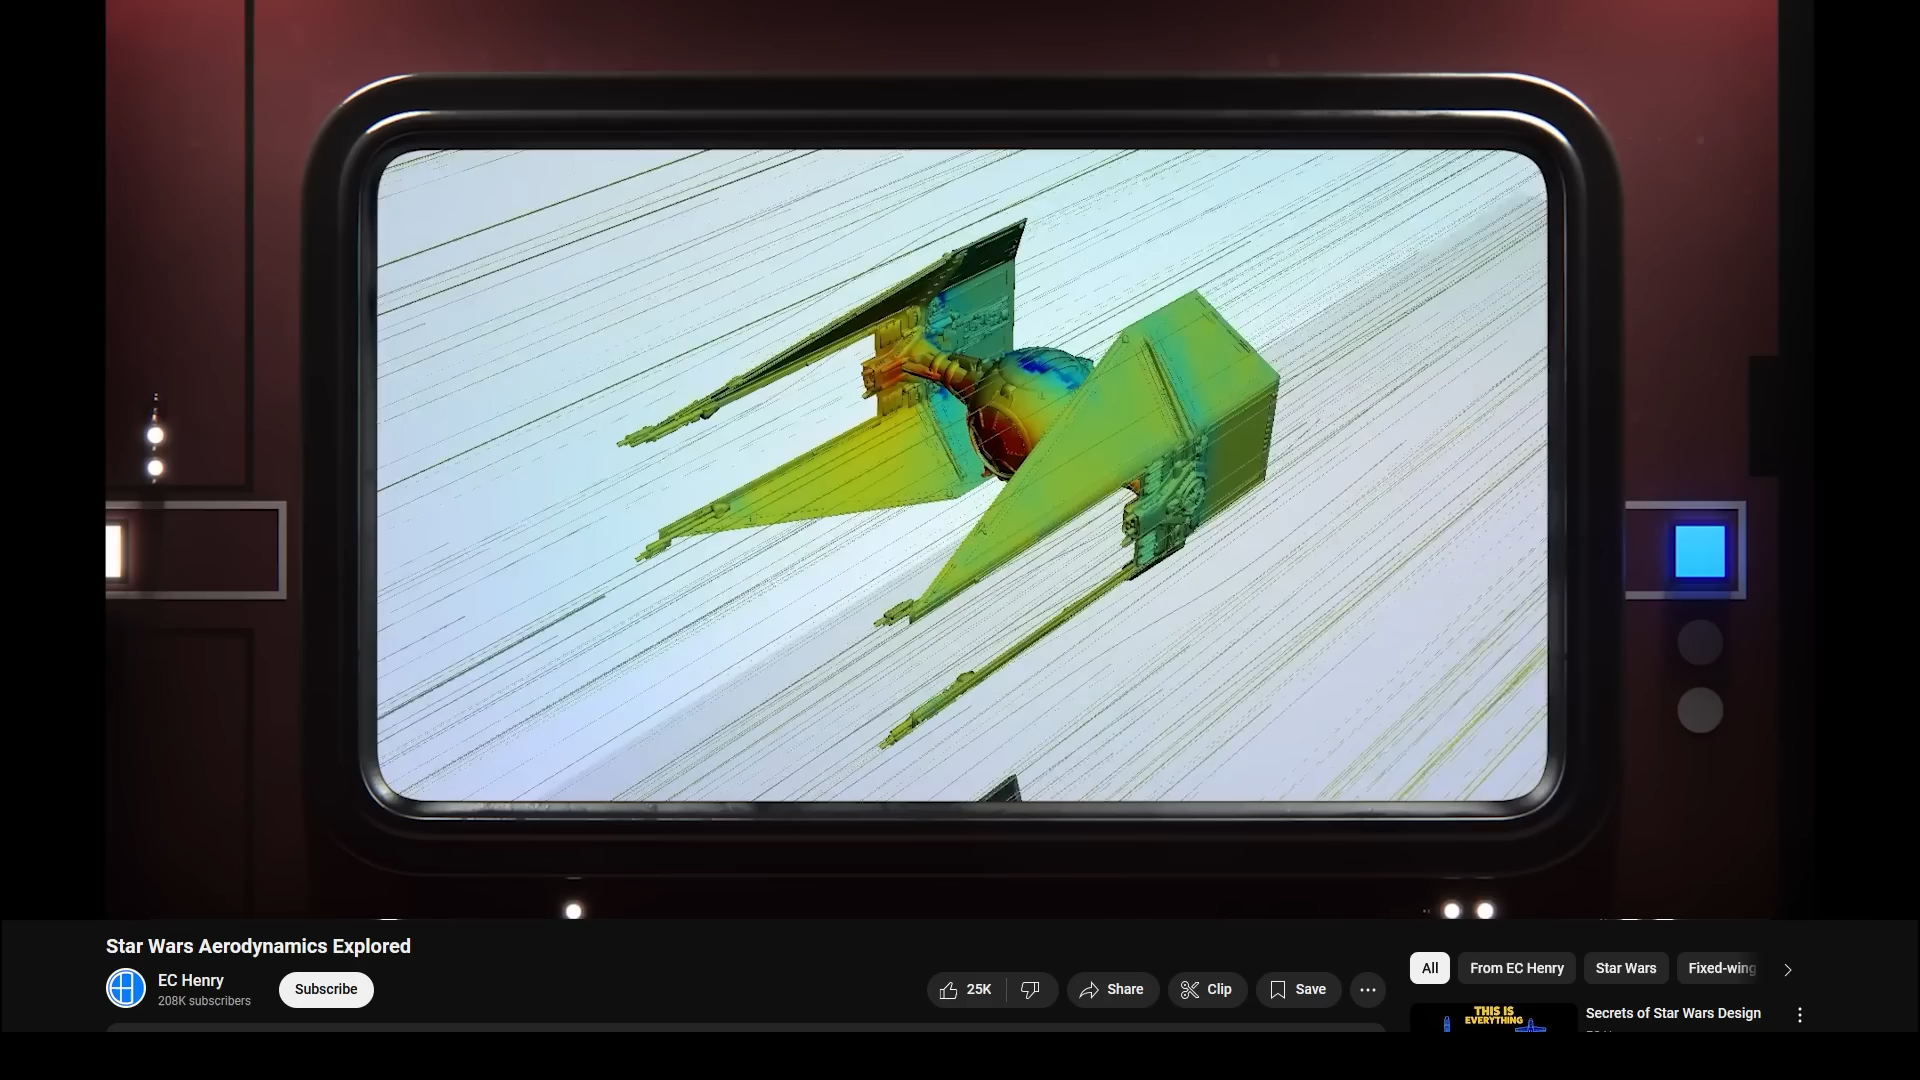 Star Wars Aerodynamics Explored
EC Henry
208K subscribers
Subscribe
25K
Share
Clip
Save
All
From EC Henry
Star Wars
Fixed-wing
THIS IS
EVERYTHING
Secrets of Star Wars Design